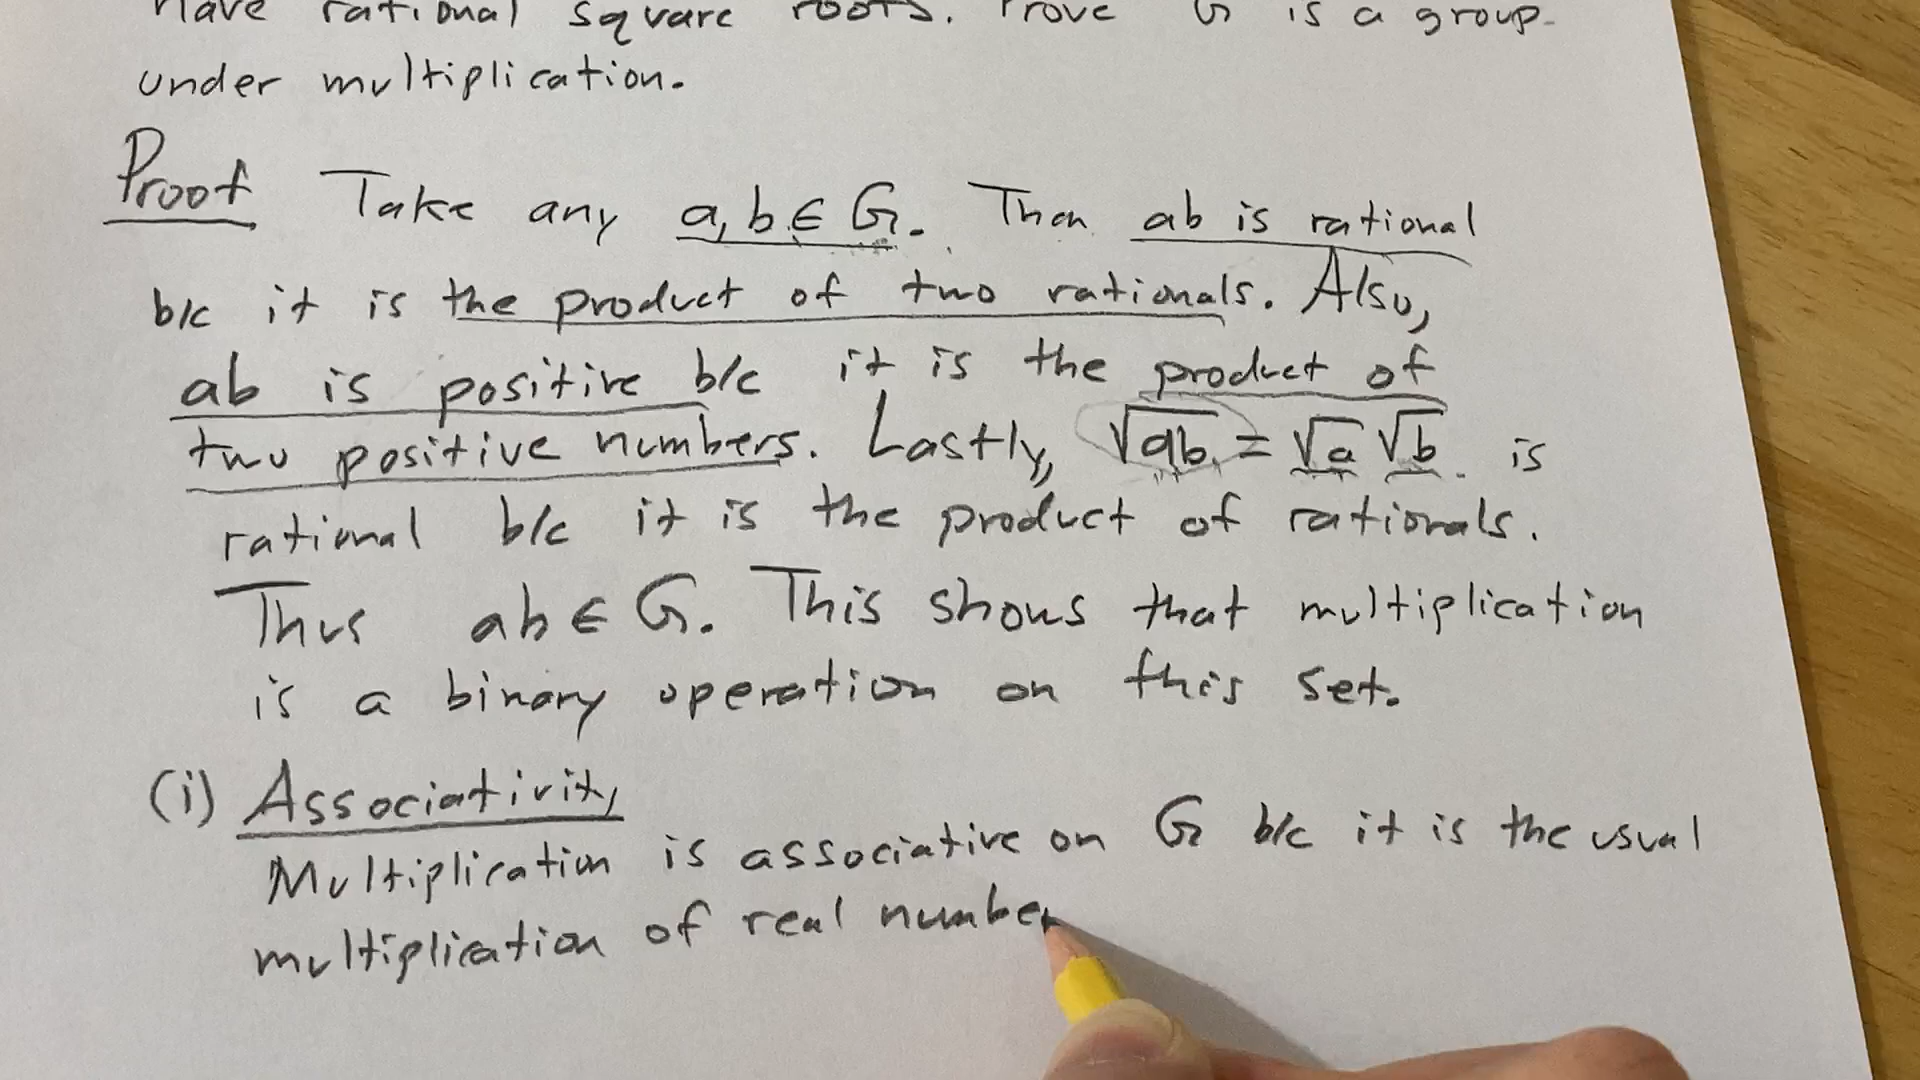 have rational square roots. Prove G is a group
under multiplication.
Proof Take any a, b ∈ G. Then ab is rational
b/c it is the product of two rationals. Also,
ab is positive b/c it is the product of
two positive numbers. Lastly, √ab = √a √b is
rational b/c it is the product of rationals.
Thus ab ∈ G. This shows that multiplication
is a binary operation on this set.
(i) Associativity
Multiplication is associative on G b/c it is the usual
multiplication of real number